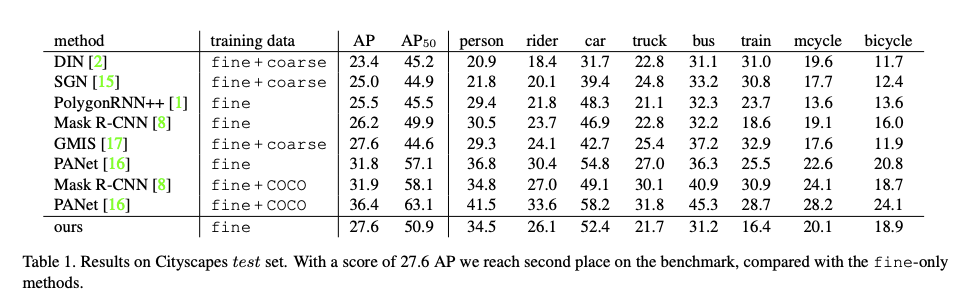 method training data AP AP50 person rider car truck bus train mcycle bicycle
DIN [2] fine + coarse 23.4 45.2 20.9 18.4 31.7 22.8 31.1 31.0 19.6 11.7
SGN [15] fine + coarse 25.0 44.9 21.8 20.1 39.4 24.8 33.2 30.8 17.7 12.4
PolygonRNN++ [1] fine 25.5 45.5 29.4 21.8 48.3 21.1 32.3 23.7 13.6 13.6
Mask R-CNN [8] fine 26.2 49.9 30.5 23.7 46.9 22.8 32.2 18.6 19.1 16.0
GMIS [17] fine + coarse 27.6 44.6 29.3 24.1 42.7 25.4 37.2 32.9 17.6 11.9
PANet [16] fine 31.8 57.1 36.8 30.4 54.8 27.0 36.3 25.5 22.6 20.8
Mask R-CNN [8] fine + COCO 31.9 58.1 34.8 27.0 49.1 30.1 40.9 30.9 24.1 18.7
PANet [16] fine + COCO 36.4 63.1 41.5 33.6 58.2 31.8 45.3 28.7 28.2 24.1
ours fine 27.6 50.9 34.5 26.1 52.4 21.7 31.2 16.4 20.1 18.9
Table 1. Results on Cityscapes test set. With a score of 27.6 AP we reach second place on the benchmark, compared with the fine-only
methods.